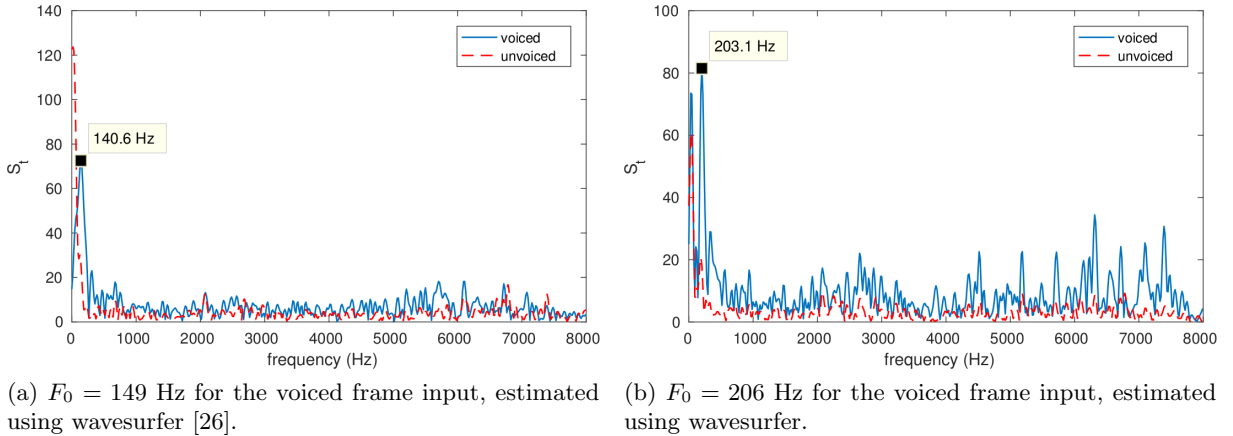 140
120
100
80
60
40
20
0
S_t
0 1000 2000 3000 4000 5000 6000 7000 8000
frequency (Hz)
voiced
unvoiced
140.6 Hz
100
80
60
40
20
0
S_t
0 1000 2000 3000 4000 5000 6000 7000 8000
frequency (Hz)
voiced
unvoiced
203.1 Hz
(a) F_0 = 149 Hz for the voiced frame input, estimated
using wavesurfer [26].
(b) F_0 = 206 Hz for the voiced frame input, estimated
using wavesurfer.